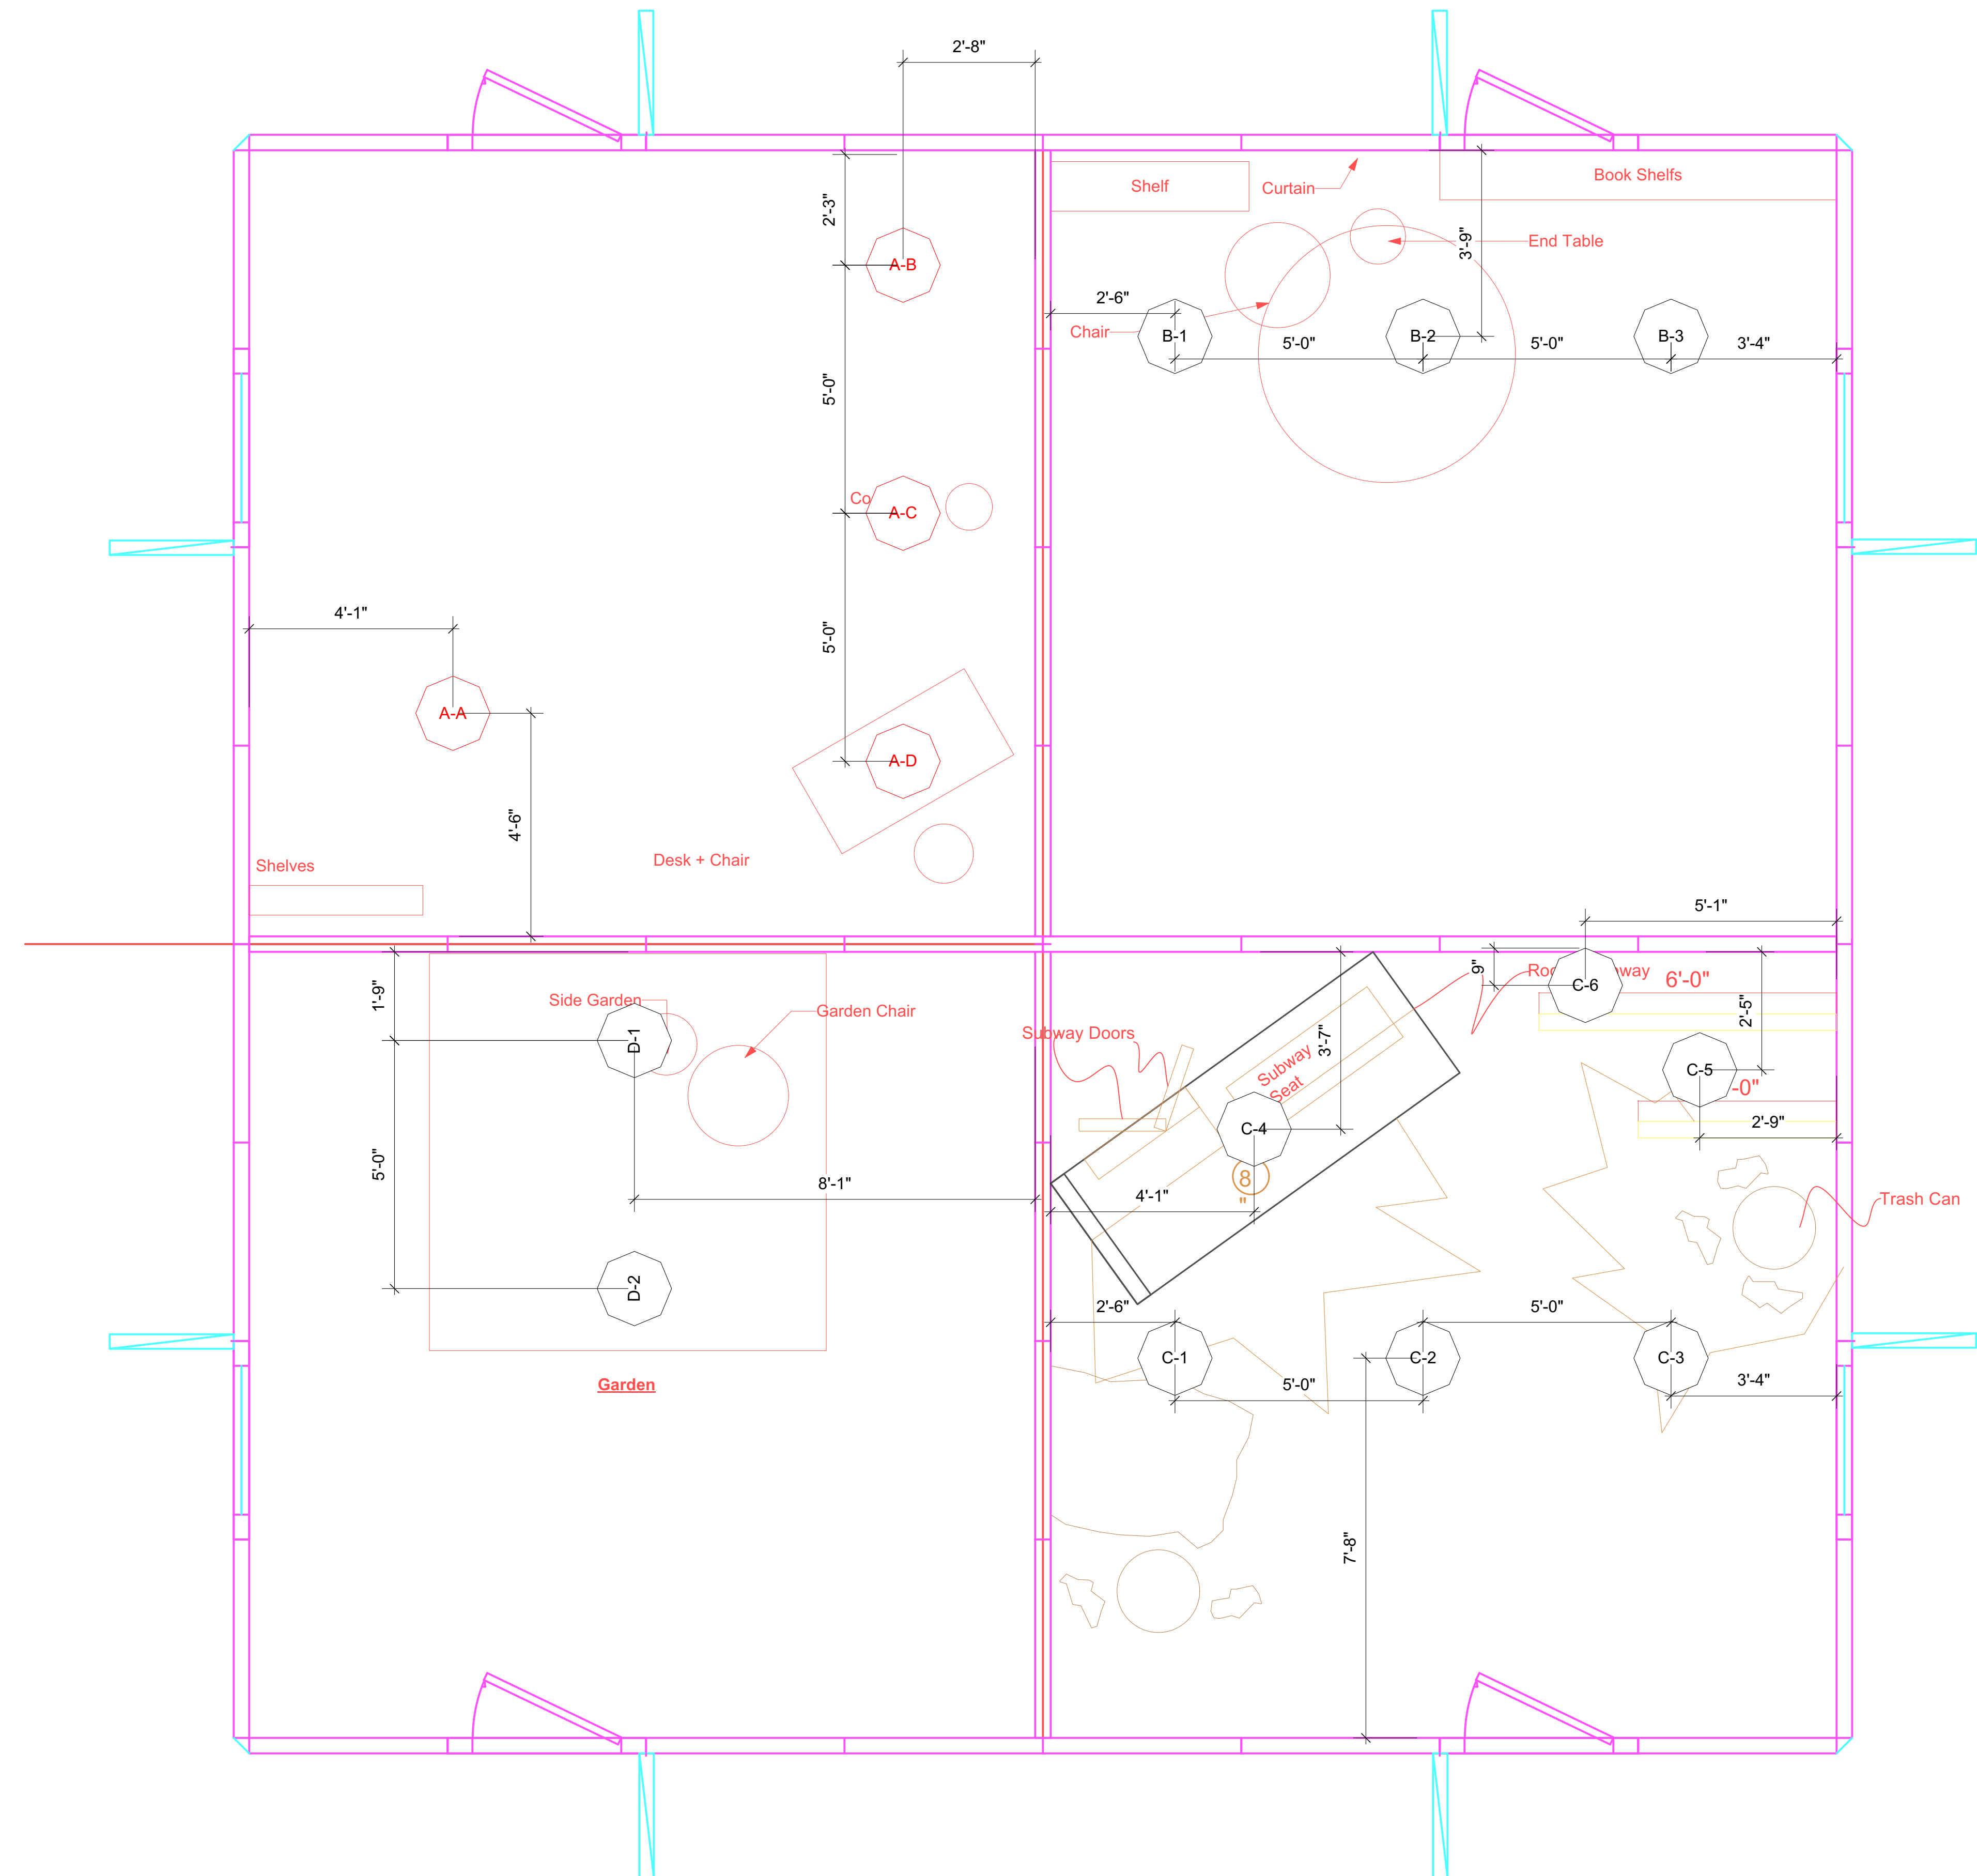 2'-8"
Shelf
Curtain
Book Shelfs
2'-3"
3'-9"
End Table
A-B
2'-6"
Chair
B-1
B-2
B-3
5'-0"
5'-0"
3'-4"
5'-0"
A-C
4'-1"
5'-0"
A-A
A-D
4'-6"
Desk + Chair
Shelves
5'-1"
1'-9"
Side Garden
Garden Chair
D-1
Subway Doors
3'-7"
Subway
Seat
9"
6'-0"
C-6
2'-5"
C-5
-0"
2'-9"
C-4
5'-0"
8'-1"
4'-1"
8
"
Trash Can
D-2
2'-6"
5'-0"
C-1
C-2
C-3
Garden
5'-0"
3'-4"
7'-8"